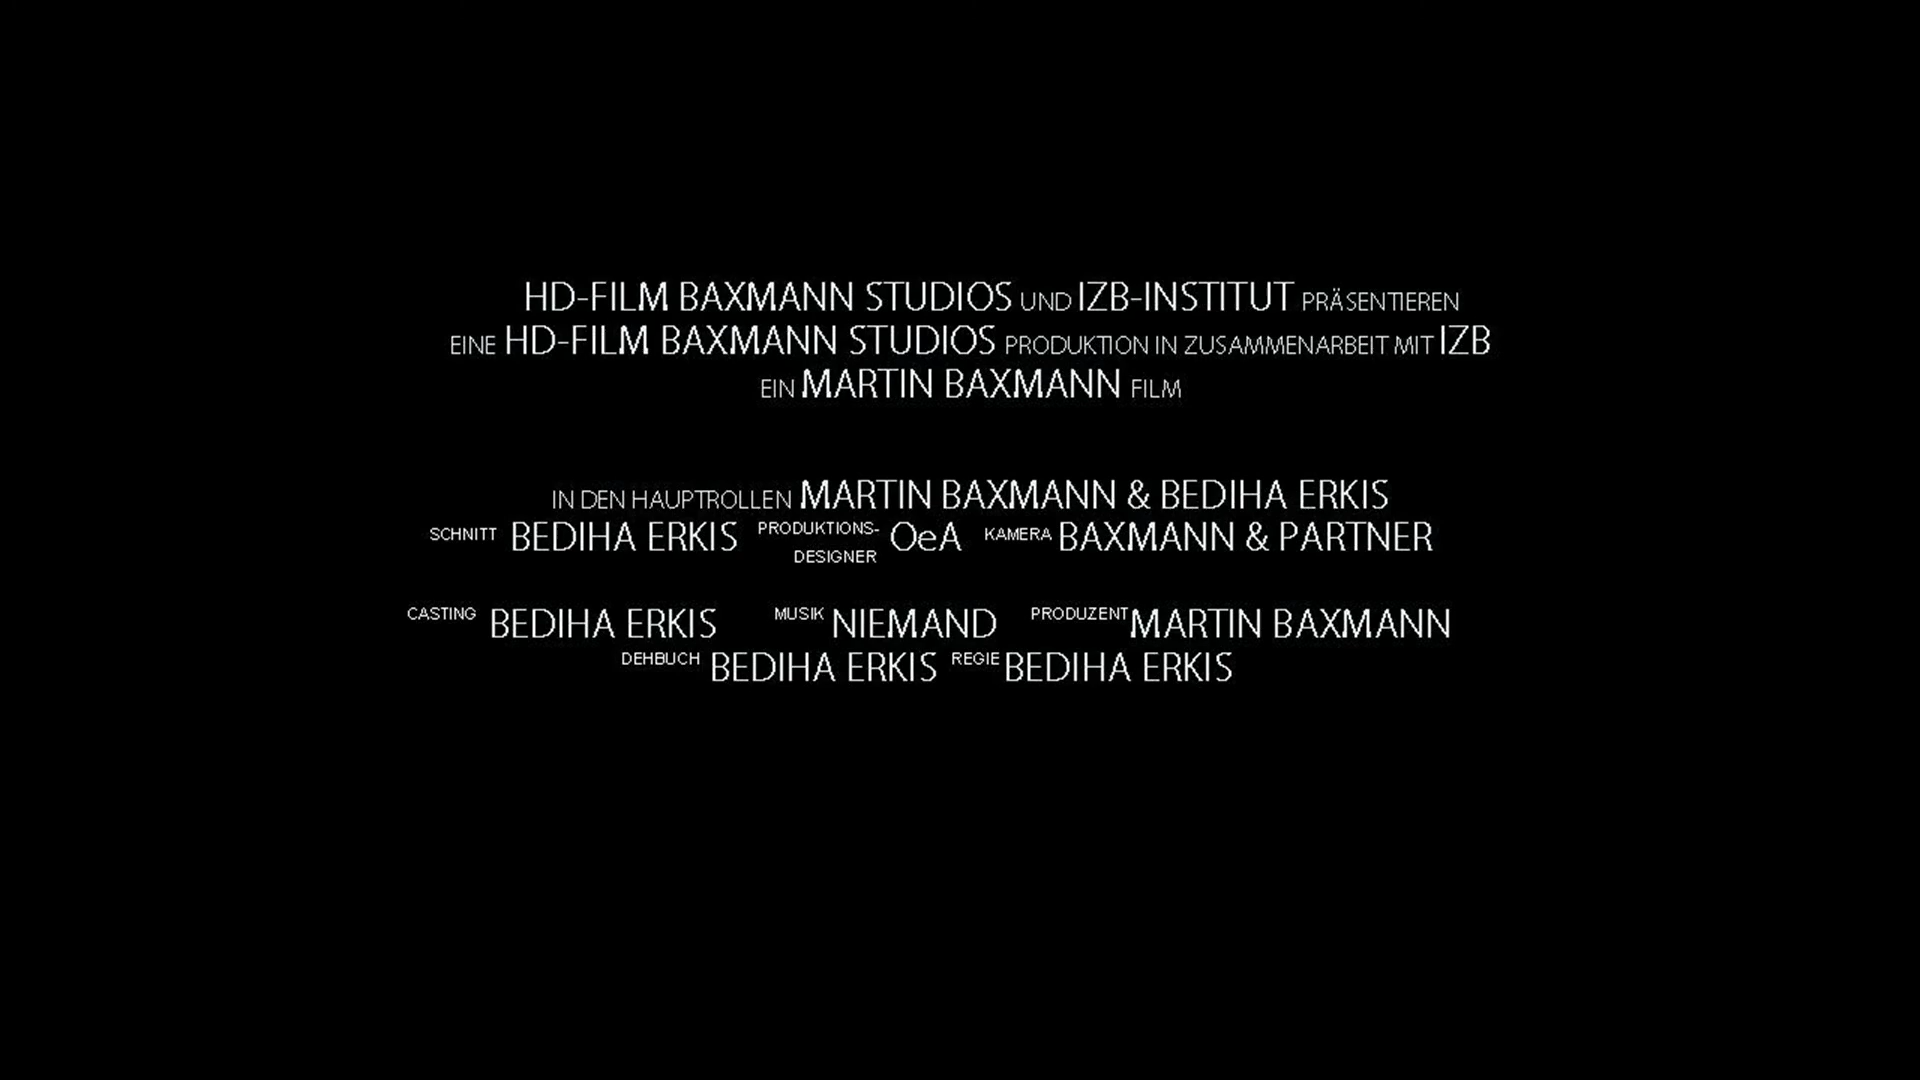 HD-FILM BAXMANN STUDIOS UND IZB-INSTITUT PRÄSENTIEREN
EINE HD-FILM BAXMANN STUDIOS PRODUKTION IN ZUSAMMENARBEIT MIT IZB
EIN MARTIN BAXMANN FILM
IN DEN HAUPTROLLEN MARTIN BAXMANN & BEDIHA ERKIS
SCHNITT BEDIHA ERKIS PRODUKTIONS-DESIGNER OeA KAMERA BAXMANN & PARTNER
CASTING BEDIHA ERKIS MUSIK NIEMAND PRODUZENT MARTIN BAXMANN
DEHBUCH BEDIHA ERKIS REGIE BEDIHA ERKIS